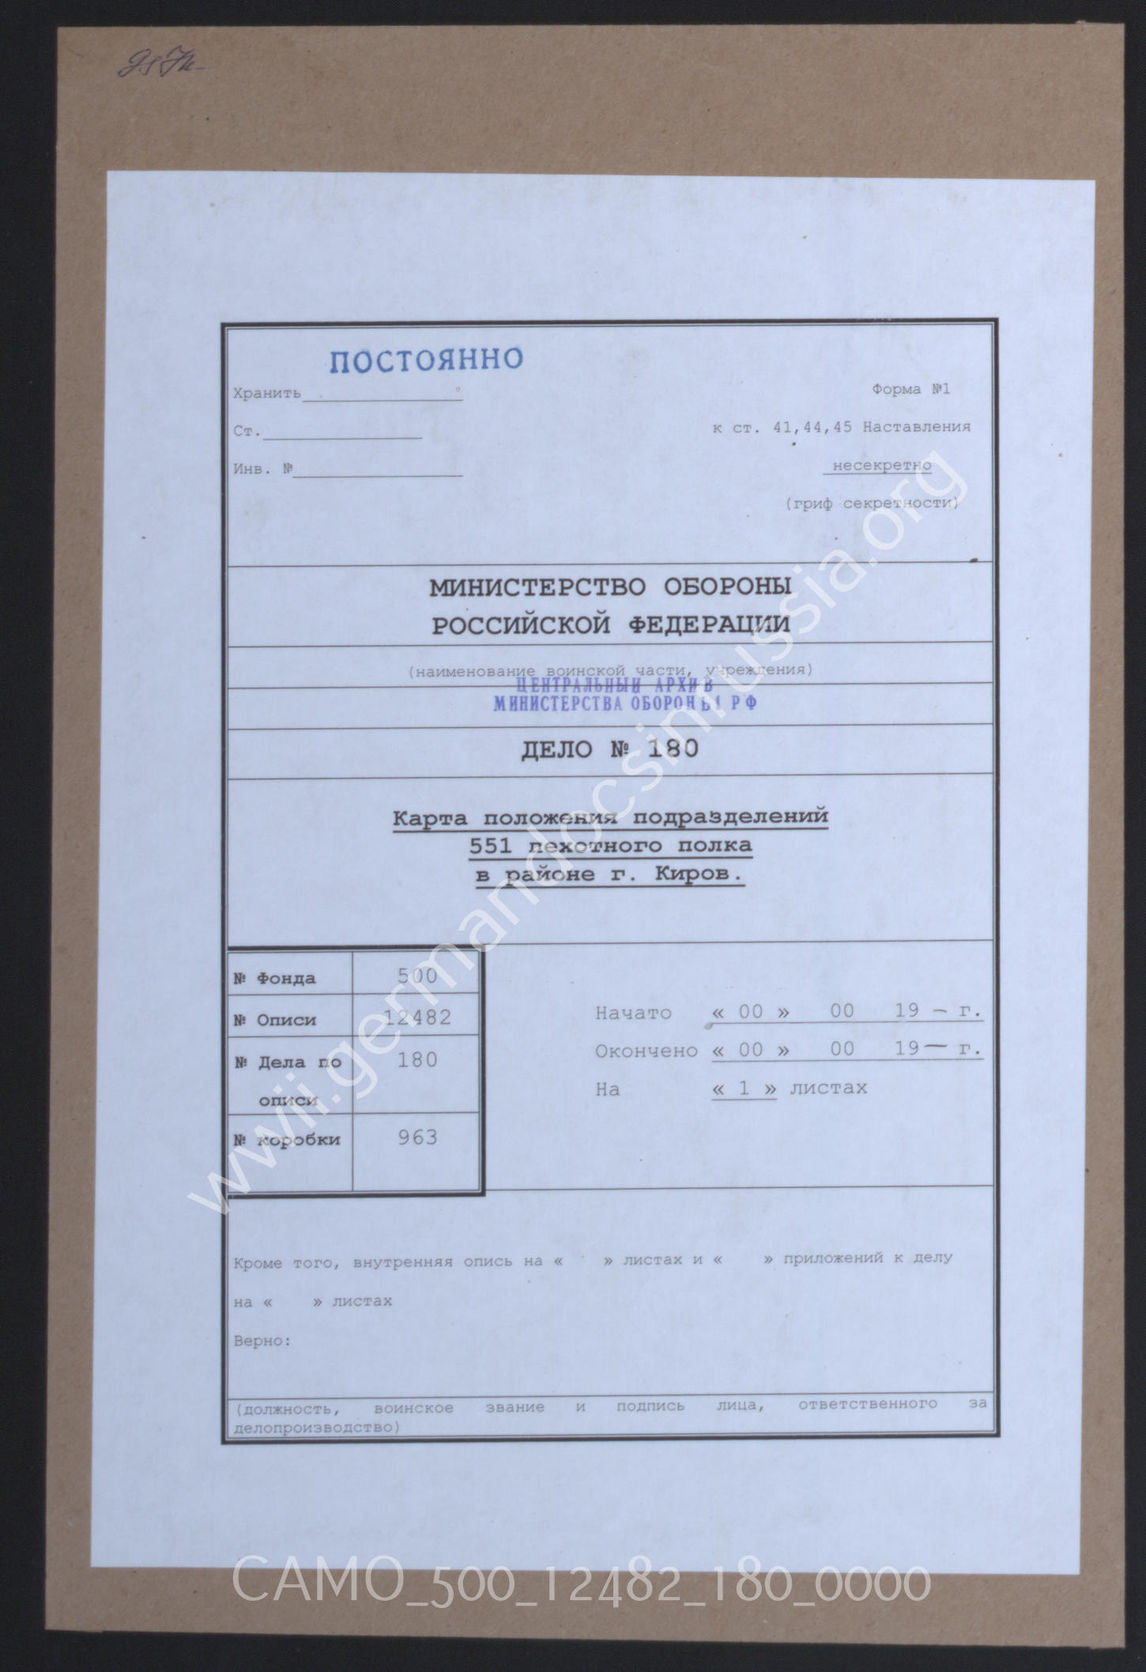 ПОСТОЯННО
Хранить
Форма №1
Ст.
к ст. 41,44,45 Наставления
Инв. №
несекретно
(гриф секретности)
МИНИСТЕРСТВО ОБОРОНЫ
РОССИЙСКОЙ ФЕДЕРАЦИИ
(наименование воинской части, учреждения)
ЦЕНТРАЛЬНЫЙ АРХИВ
МИНИСТЕРСТВА ОБОРОНЫ РФ
ДЕЛО № 180
Карта положения подразделений
551 пехотного полка
в районе г. Киров.
№ Фонда 500
№ Описи 12482
№ Дела по описи 180
№ коробки 963
Начато « 00 » 00 19 – г.
Окончено « 00 » 00 19 – г.
На « 1 » листах
Кроме того, внутренняя опись на « » листах и « » приложений к делу
на « » листах
Верно:
(должность, воинское звание и подпись лица, ответственного за
делопроизводство)
wwii.germandocsinrussia.org
CAMO_500_12482_180_0000